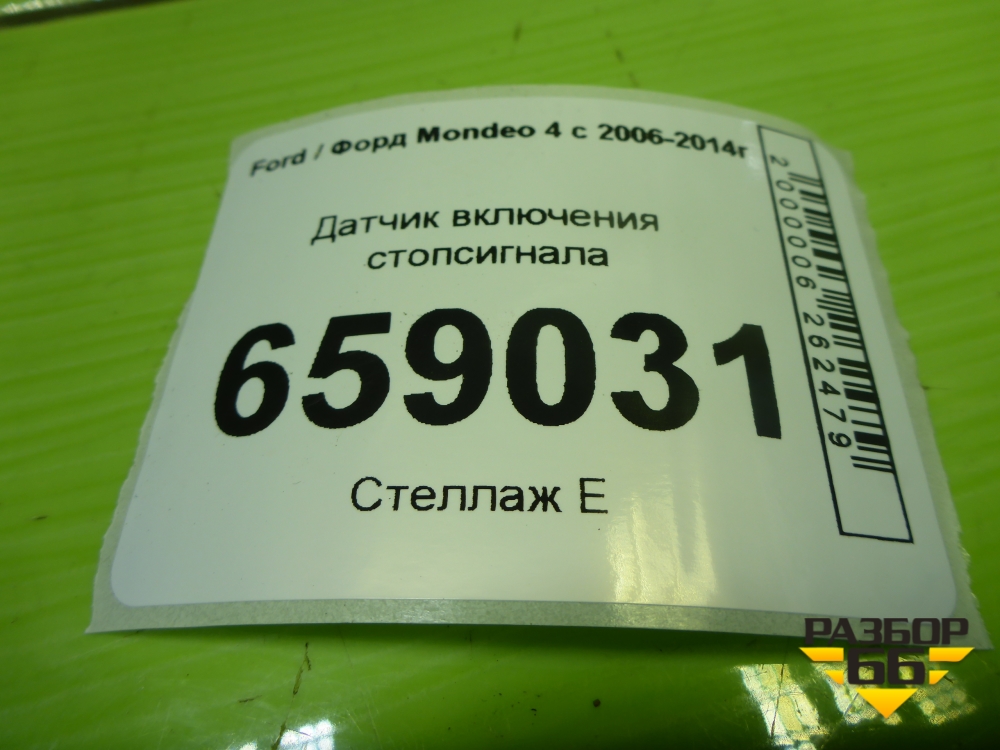 Ford / Форд Mondeo 4 с 2006-2014г
Датчик включения
стопсигнала
659031
Стеллаж Е
2000006262479
РАЗБОР
66